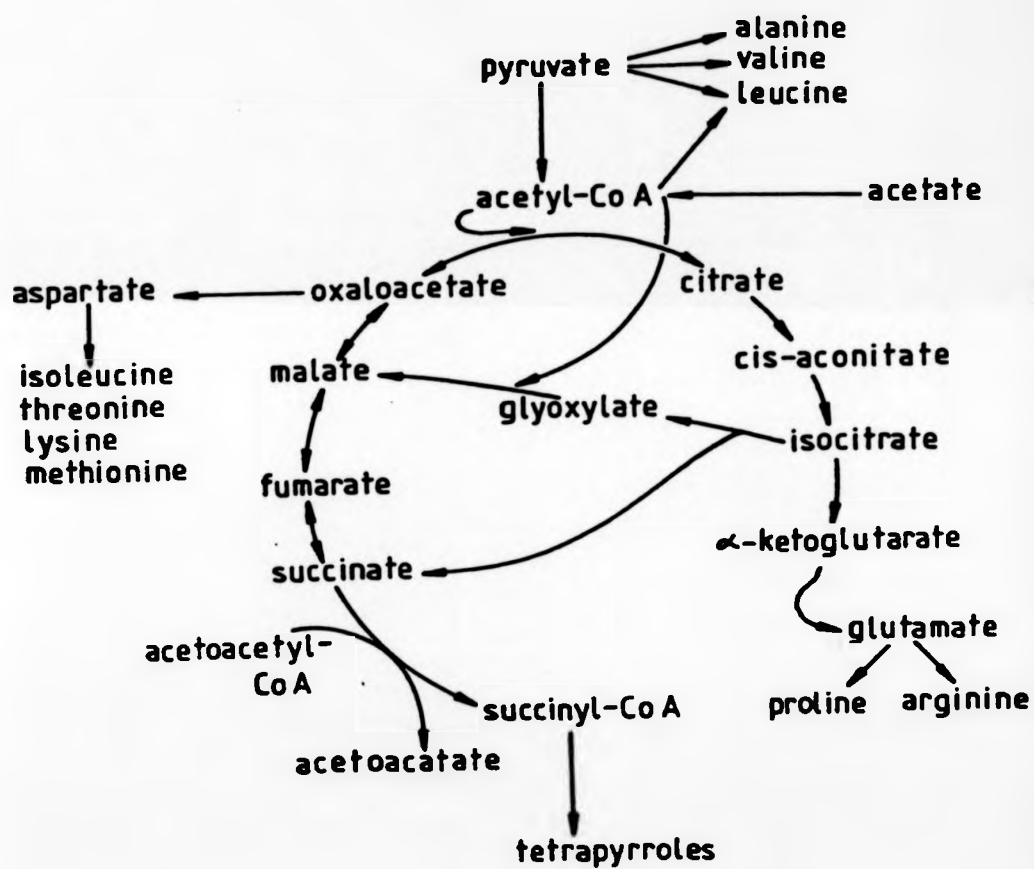 alanine
pyruvate
valine
leucine
acetyl-Co A
acetate
aspartate
oxaloacetate
citrate
isoleucine
threonine
lysine
methionine
malate
glyoxylate
cis-aconitate
isocitrate
fumarate
succinate
α-ketoglutarate
acetoacetyl-
Co A
glutamate
proline
arginine
succinyl-Co A
acetoacatate
tetrapyrroles